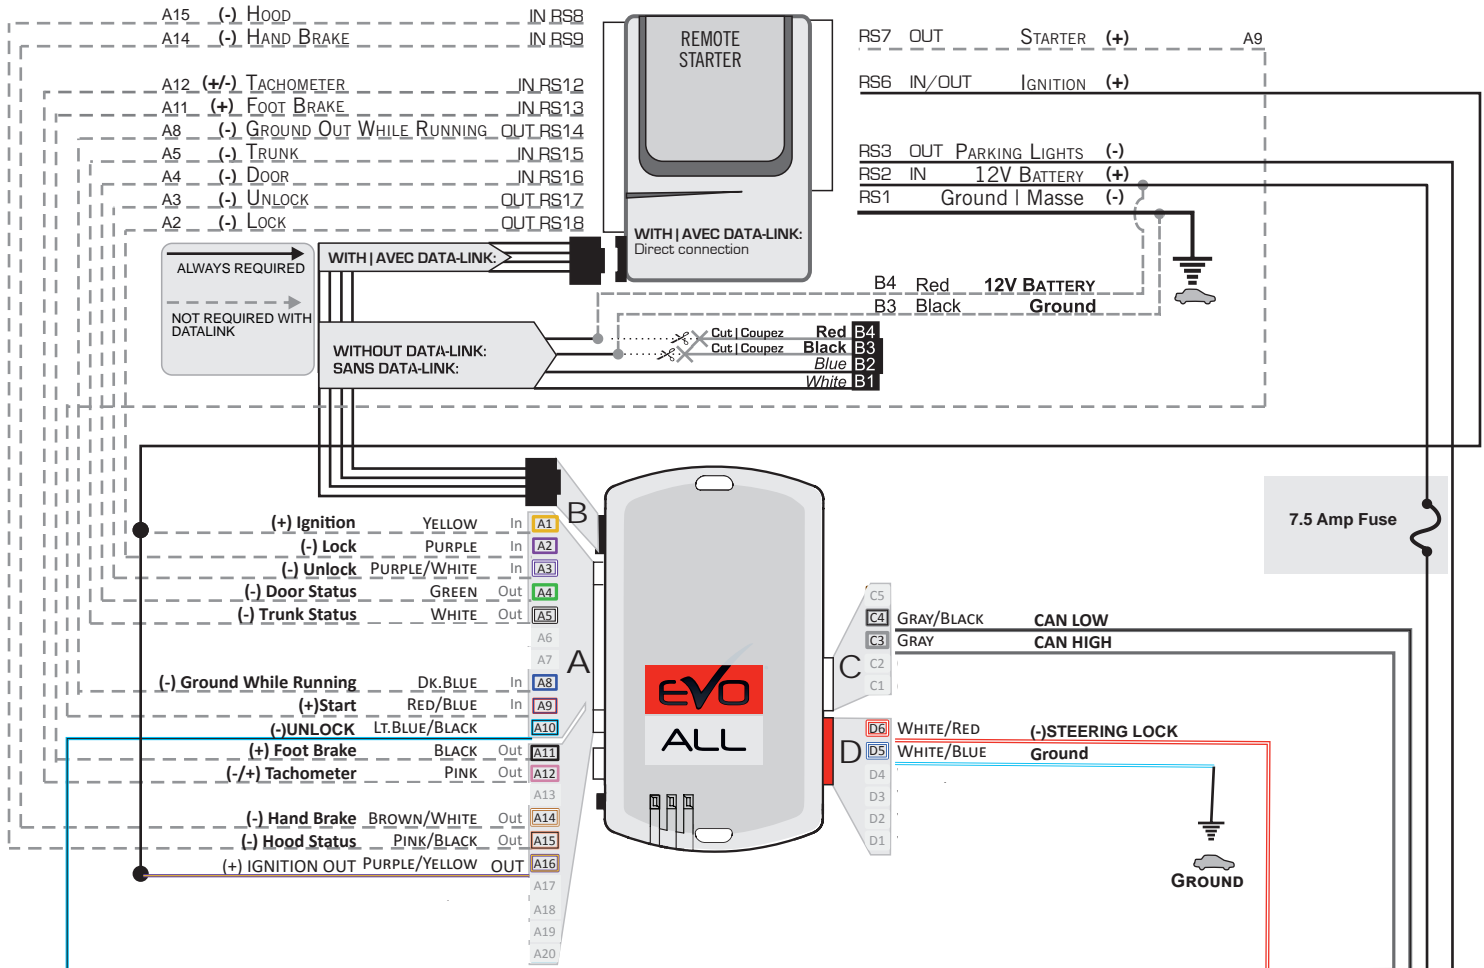 A15 (-) HOOD IN RS8
A14 (-) HAND BRAKE IN RS9
A12 (+/-) TACHOMETER IN RS12
A11 (+) FOOT BRAKE IN RS13
A8 (-) GROUND OUT WHILE RUNNING OUT RS14
A5 (-) TRUNK IN RS15
A4 (-) DOOR IN RS16
A3 (-) UNLOCK OUT RS17
A2 (-) LOCK OUT RS18
REMOTE
STARTER
WITH | AVEC DATA-LINK:
Direct connection
RS7 OUT STARTER (+) A9
RS6 IN/OUT IGNITION (+)
RS3 OUT PARKING LIGHTS (-)
RS2 IN 12V BATTERY (+)
RS1 Ground | Masse (-)
ALWAYS REQUIRED
NOT REQUIRED WITH
DATALINK
WITH | AVEC DATA-LINK:
B4 Red 12V BATTERY
B3 Black Ground
WITHOUT DATA-LINK:
SANS DATA-LINK:
Cut | Coupez Red B4
Cut | Coupez Black B3
Blue B2
White B1
7.5 Amp Fuse
B
(+) Ignition YELLOW In A1
(-) Lock PURPLE In A2
(-) Unlock PURPLE/WHITE In A3
(-) Door Status GREEN Out A4
(-) Trunk Status WHITE Out A5
A6
A7
A
(-) Ground While Running DK.BLUE In A8
(+)Start RED/BLUE In A9
(-)UNLOCK LT.BLUE/BLACK A10
(+) Foot Brake BLACK Out A11
(-/+) Tachometer PINK Out A12
A13
(-) Hand Brake BROWN/WHITE Out A14
(-) Hood Status PINK/BLACK Out A15
(+) IGNITION OUT PURPLE/YELLOW OUT A16
A17
A18
A19
A20
EVO
ALL
C5
C4 GRAY/BLACK CAN LOW
C3 GRAY CAN HIGH
C
C2
C1
D6 WHITE/RED (-)STEERING LOCK
D
D5 WHITE/BLUE Ground
D4
D3
D2
D1
GROUND